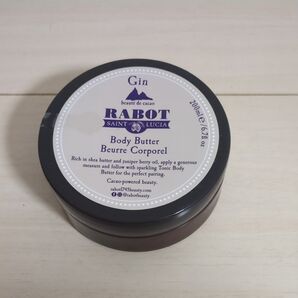 Gin
beauté de cacao
RABOT
SAINT LUCIA
Body Butter
Beurre Corporel
Rich in shea butter and juniper berry oil, apply a generous
measure and follow with sparkling Tonic Body
Butter for the perfect pairing.
Cacao-powered beauty.
rabot1745beauty.com
@rabotbeauty
200ml℮/6.7fl oz